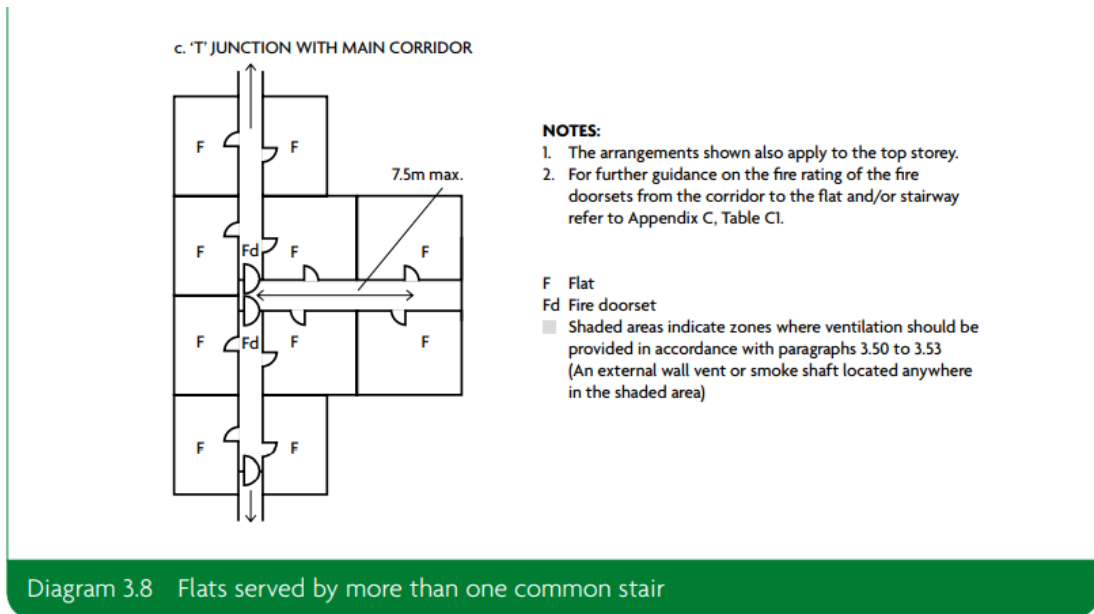 c. ‘T’ JUNCTION WITH MAIN CORRIDOR
F
F
7.5m max.
F
Fd
F
F
F
Fd
F
F
F
F
NOTES:
1. The arrangements shown also apply to the top storey.
2. For further guidance on the fire rating of the fire
doorsets from the corridor to the flat and/or stairway
refer to Appendix C, Table C1.
F Flat
Fd Fire doorset
Shaded areas indicate zones where ventilation should be
provided in accordance with paragraphs 3.50 to 3.53
(An external wall vent or smoke shaft located anywhere
in the shaded area)
Diagram 3.8 Flats served by more than one common stair